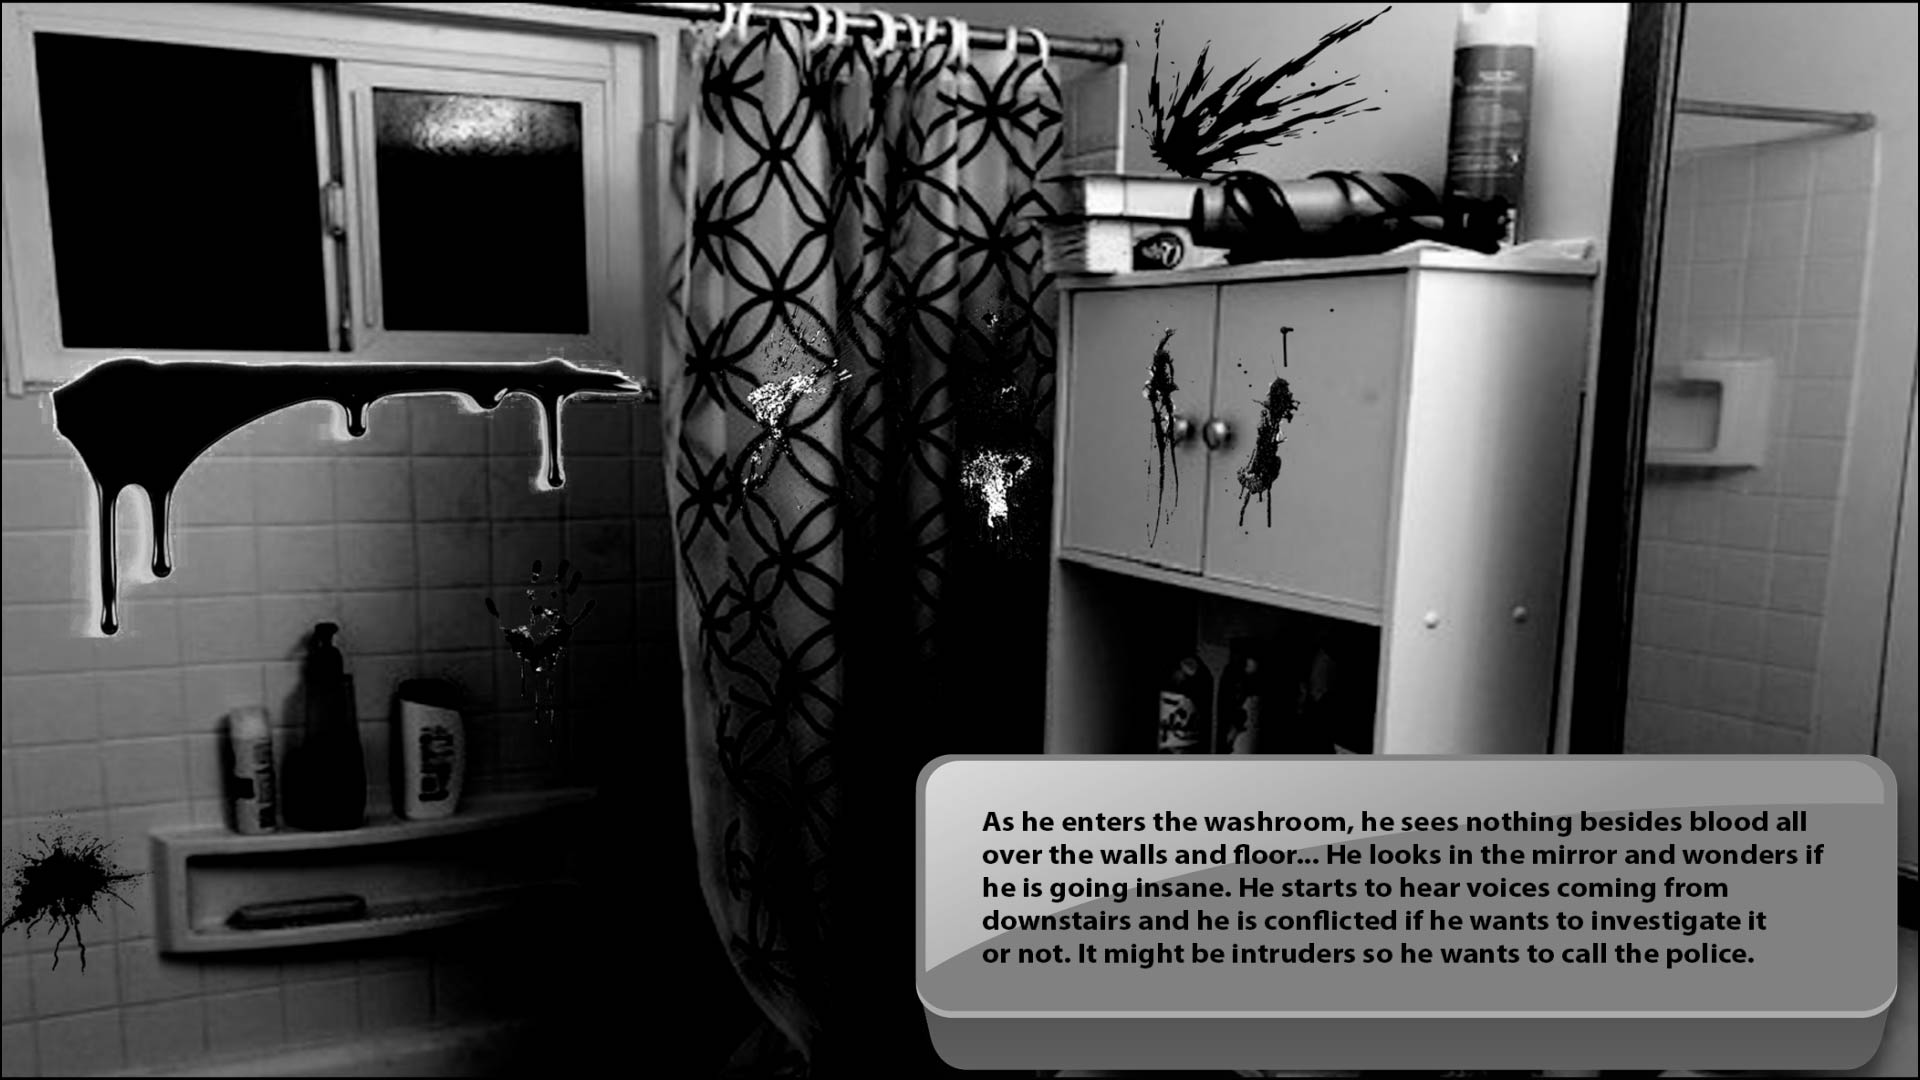 As he enters the washroom, he sees nothing besides blood all
over the walls and floor... He looks in the mirror and wonders if
he is going insane. He starts to hear voices coming from
downstairs and he is conflicted if he wants to investigate it
or not. It might be intruders so he wants to call the police.